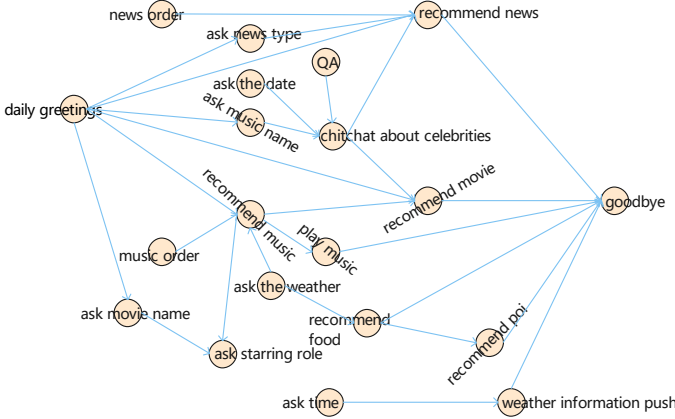 news order
recommend news
ask news type
QA
ask the date
daily greetings
ask music name
chitchat about celebrities
recommend music
recommend movie
goodbye
play music
music order
ask the weather
ask movie name
recommend
food
recommend poi
ask starring role
ask time
weather information push